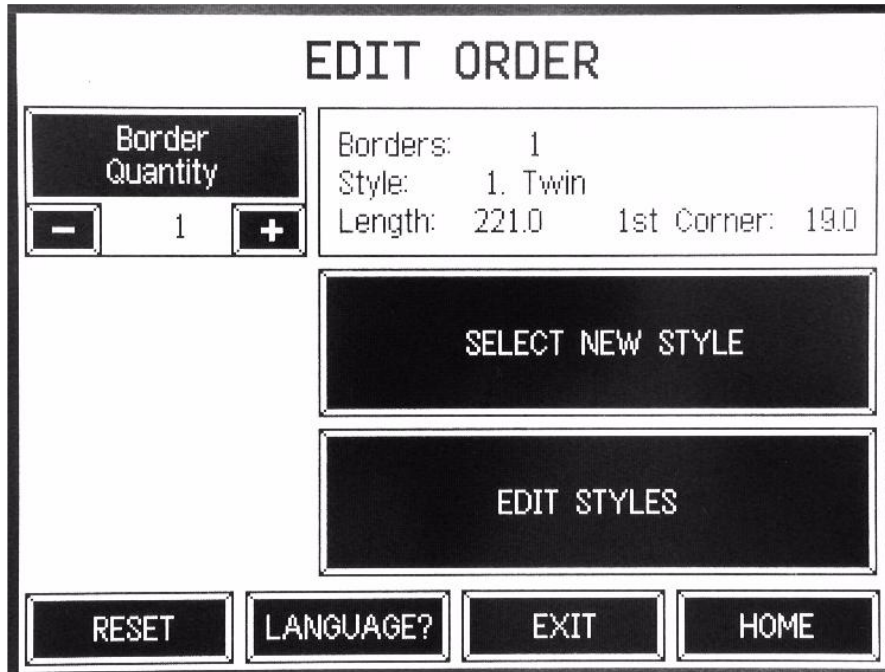 EDIT ORDER
Border
Quantity
- 1 +
Borders: 1
Style: 1. Twin
Length: 221.0 1st Corner: 19.0
SELECT NEW STYLE
EDIT STYLES
RESET LANGUAGE? EXIT HOME